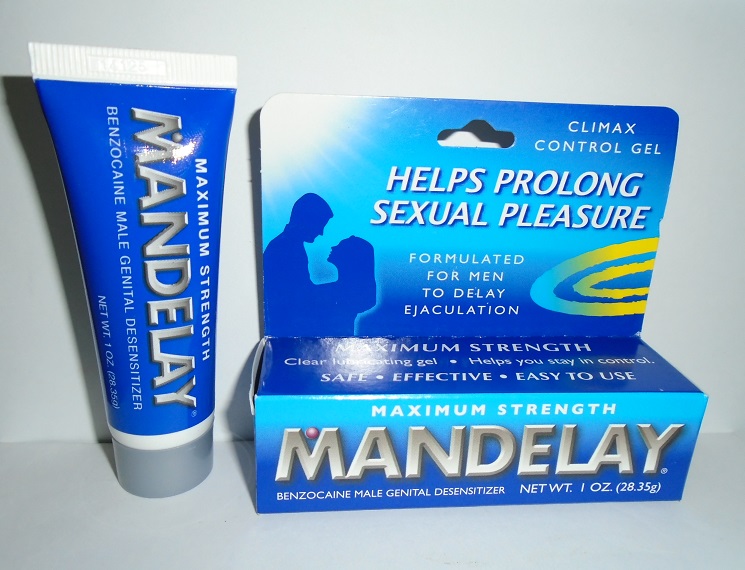 14125
MAXIMUM STRENGTH
MANDELAY®
BENZOCAINE MALE GENITAL DESENSITIZER
NET WT. 1 OZ. (28.35g)
CLIMAX
CONTROL GEL
HELPS PROLONG
SEXUAL PLEASURE
FORMULATED
FOR MEN
TO DELAY
EJACULATION
MAXIMUM STRENGTH
Clear lubricating gel • Helps you stay in control.
SAFE • EFFECTIVE • EASY TO USE
MAXIMUM STRENGTH
MANDELAY®
BENZOCAINE MALE GENITAL DESENSITIZER NET WT. 1 OZ. (28.35g)